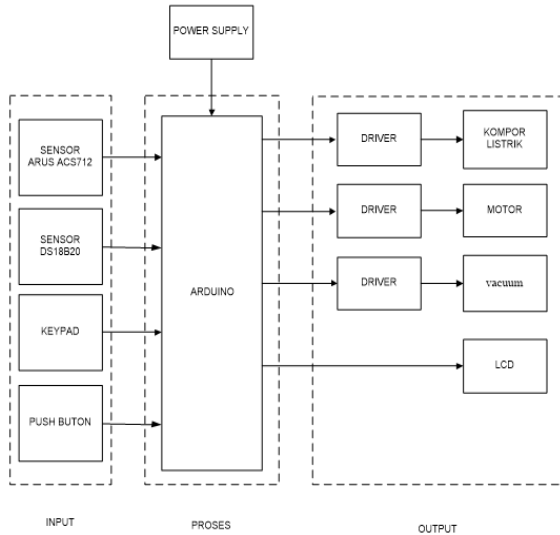 POWER SUPPLY
SENSOR
ARUS ACS712
SENSOR
DS18B20
KEYPAD
PUSH BUTON
ARDUINO
DRIVER
KOMPOR
LISTRIK
DRIVER
MOTOR
DRIVER
vacuum
LCD
INPUT
PROSES
OUTPUT